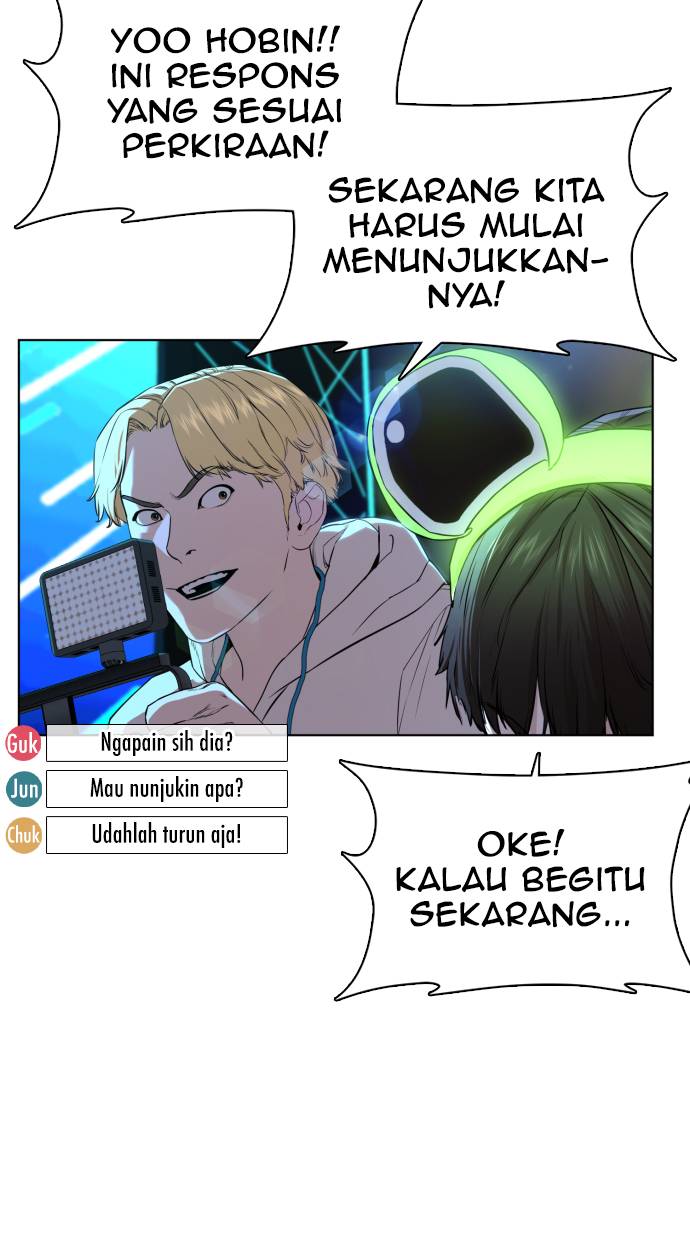 YOO HOBIN!!
INI RESPONS
YANG SESUAI
PERKIRAAN!
SEKARANG KITA
HARUS MULAI
MENUNJUKKAN-
NYA!
Guk Ngapain sih dia?
Jun Mau nunjukin apa?
Chuk Udahlah turun aja!
OKE!
KALAU BEGITU
SEKARANG...